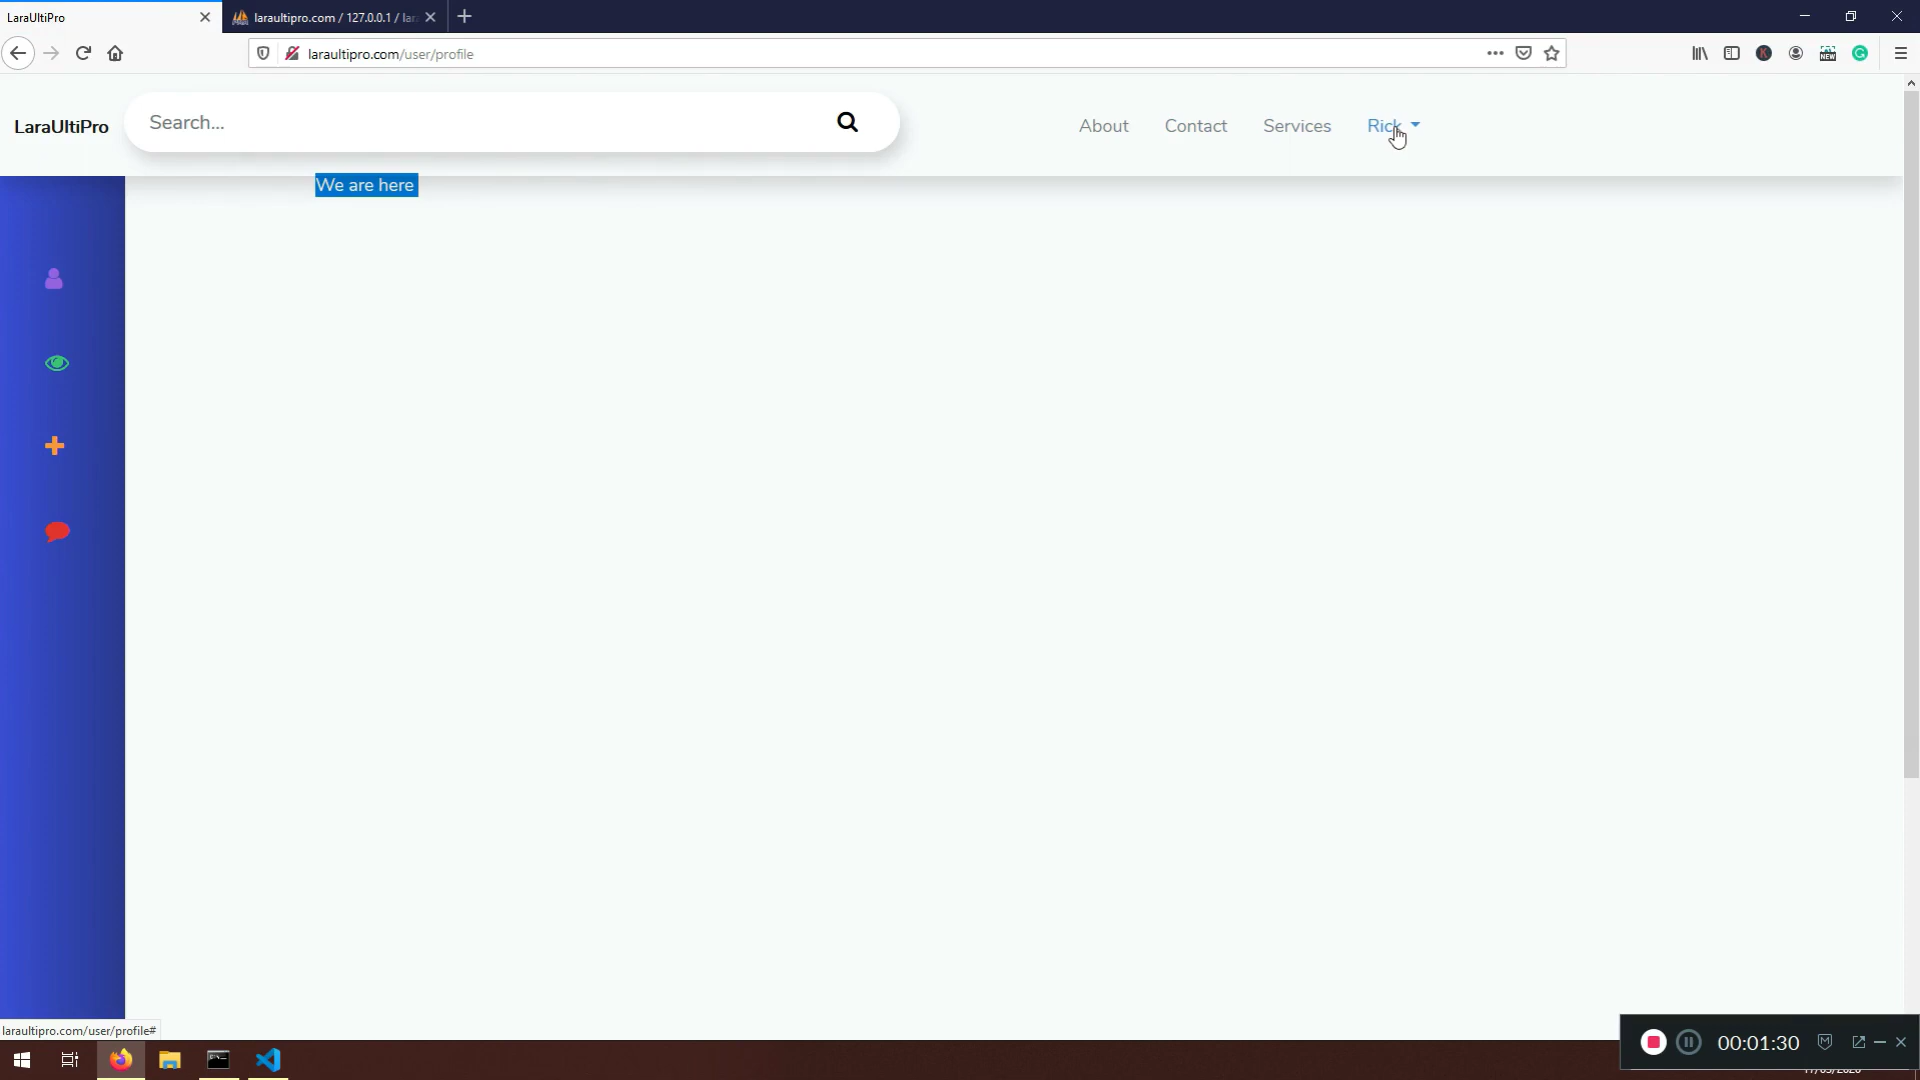 LaraUltiPro
laraultipro.com / 127.0.0.1 / lar
laraultipro.com/user/profile
LaraUltiPro
Search...
About
Contact
Services
Rick
We are here
laraultipro.com/user/profile#
00:01:30